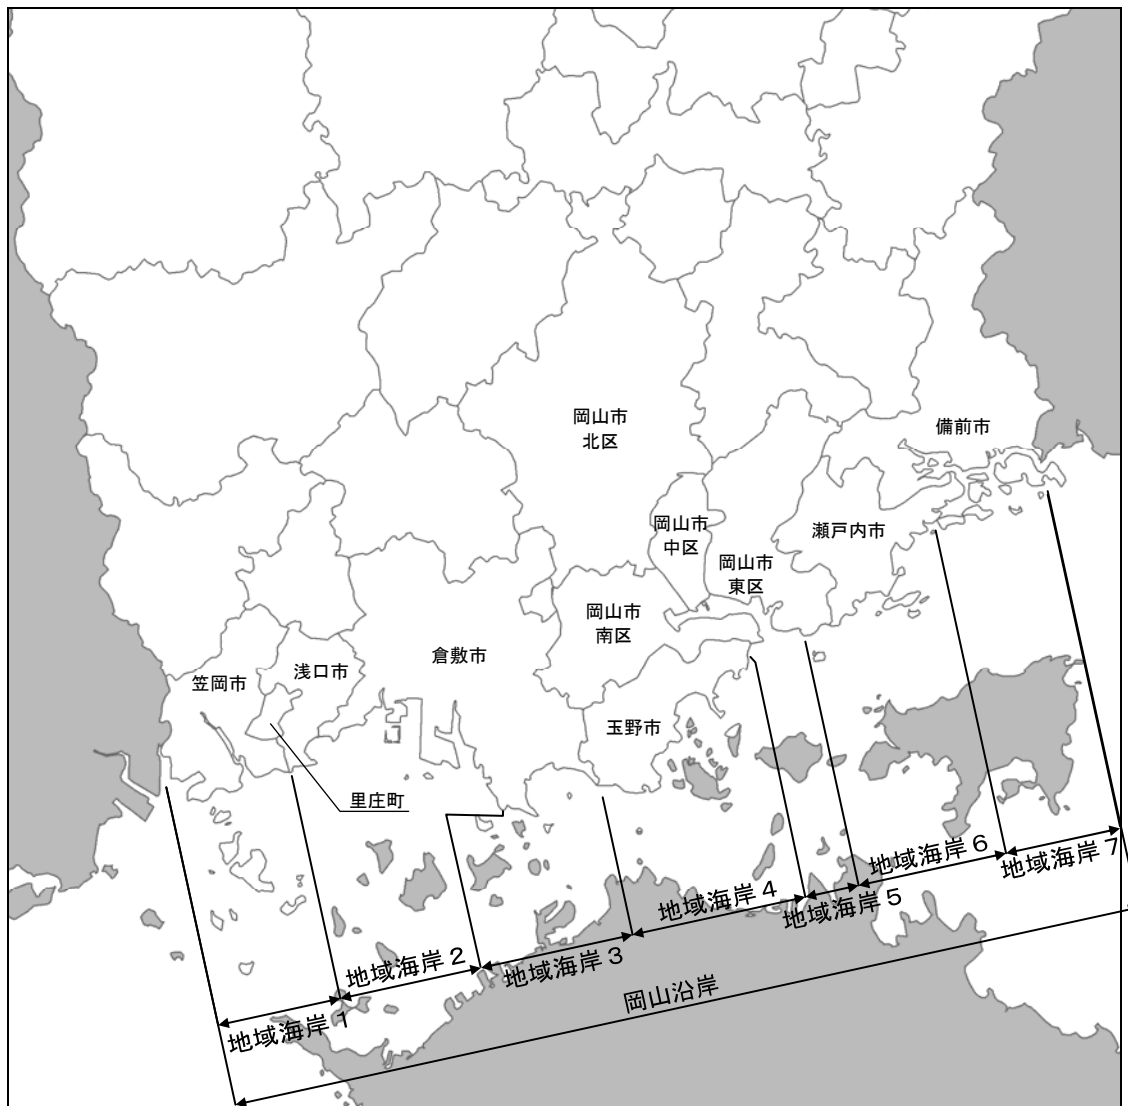 岡山市
北区
備前市
岡山市
中区
瀬戸内市
岡山市
東区
岡山市
南区
倉敷市
浅口市
笠岡市
玉野市
里庄町
地域海岸7
地域海岸6
地域海岸5
地域海岸4
地域海岸3
地域海岸2
地域海岸1
岡山沿岸